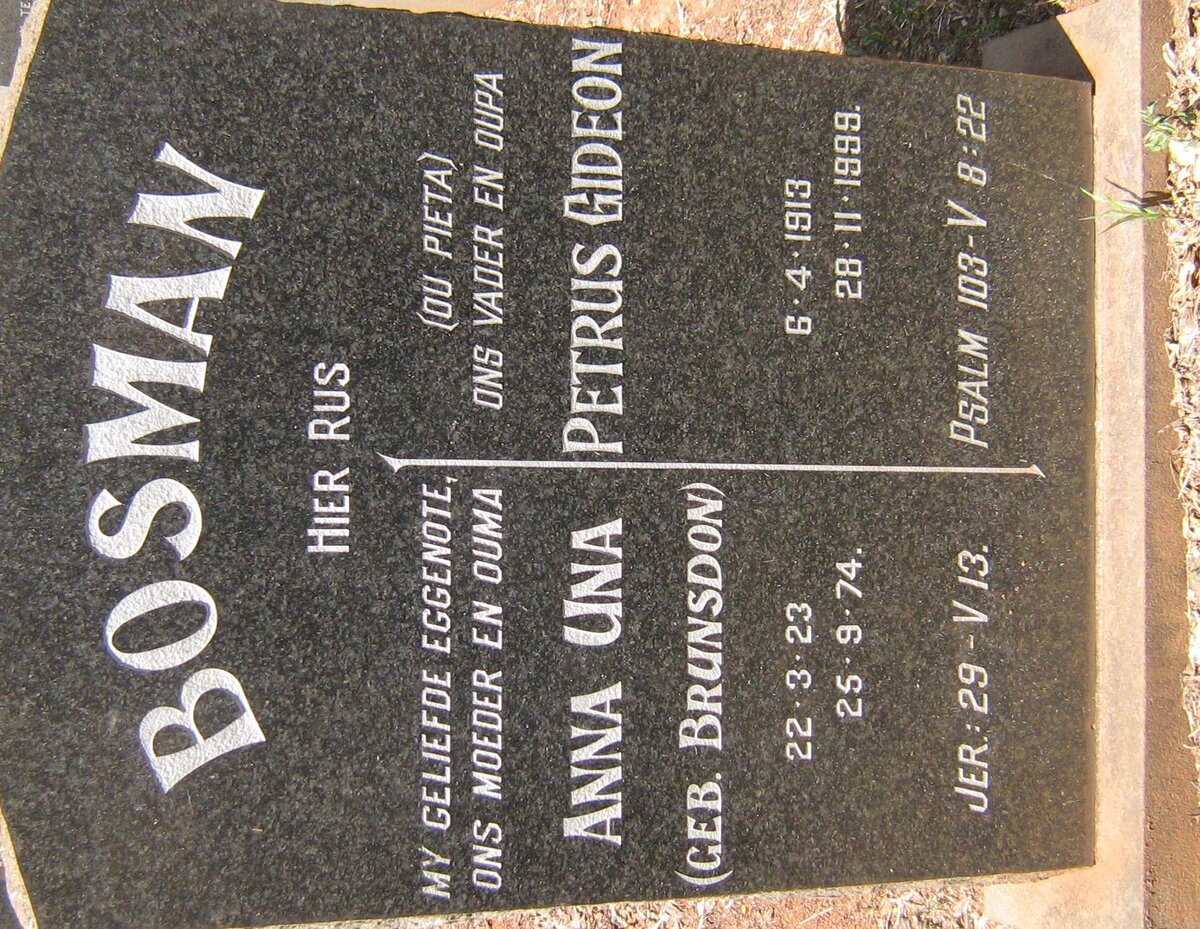 BOSMAN
HIER RUS
MY GELIEFDE EGGENOTE,
ONS MOEDER EN OUMA
ANNA UNA
(GEB. BRUNSDON)
22·3·23
25·9·74.
JER.: 29-V 13.
(OU PIETA)
ONS VADER EN OUPA
PETRUS GIDEON
6·4·1913
28·11·1999.
PSALM 103-V 8:22